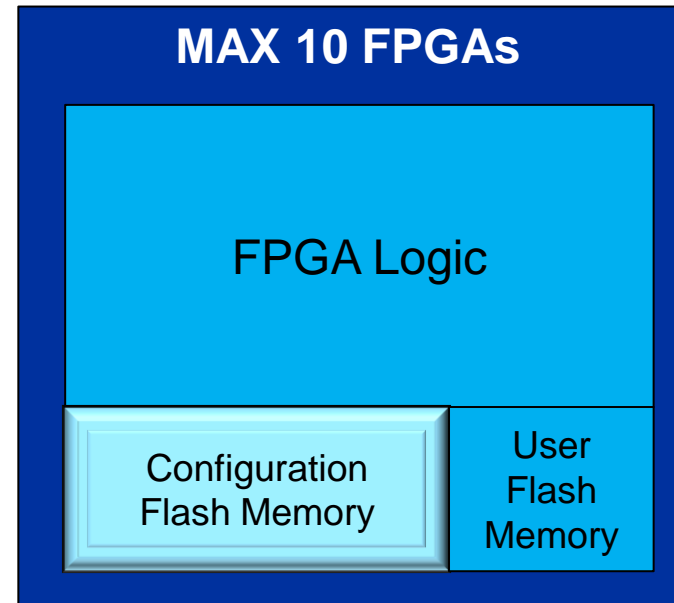 MAX 10 FPGAs
FPGA Logic
Configuration
Flash Memory
User
Flash
Memory